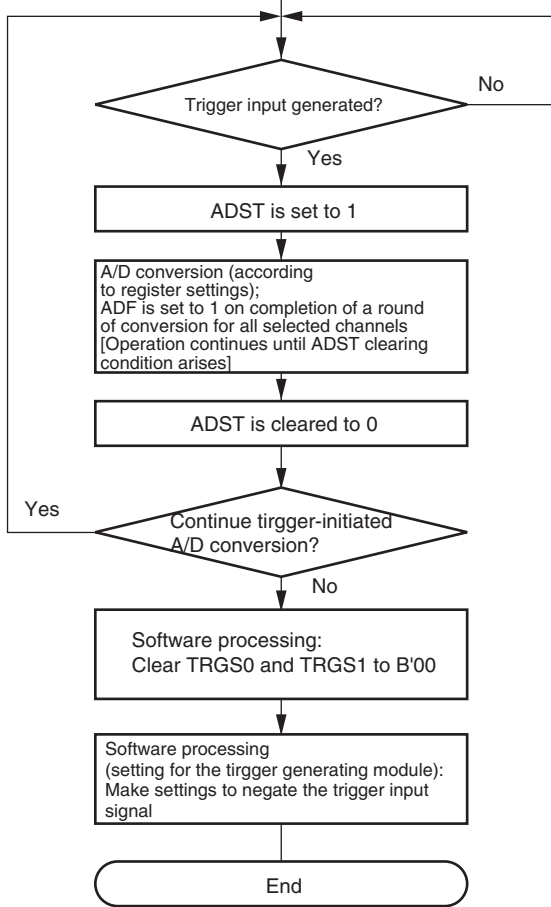 Trigger input generated?
No
Yes
ADST is set to 1
A/D conversion (according
to register settings);
ADF is set to 1 on completion of a round
of conversion for all selected channels
[Operation continues until ADST clearing
condition arises]
ADST is cleared to 0
Yes
Continue tirgger-initiated
A/D conversion?
No
Software processing:
Clear TRGS0 and TRGS1 to B'00
Software processing
(setting for the tirgger generating module):
Make settings to negate the trigger input
signal
End